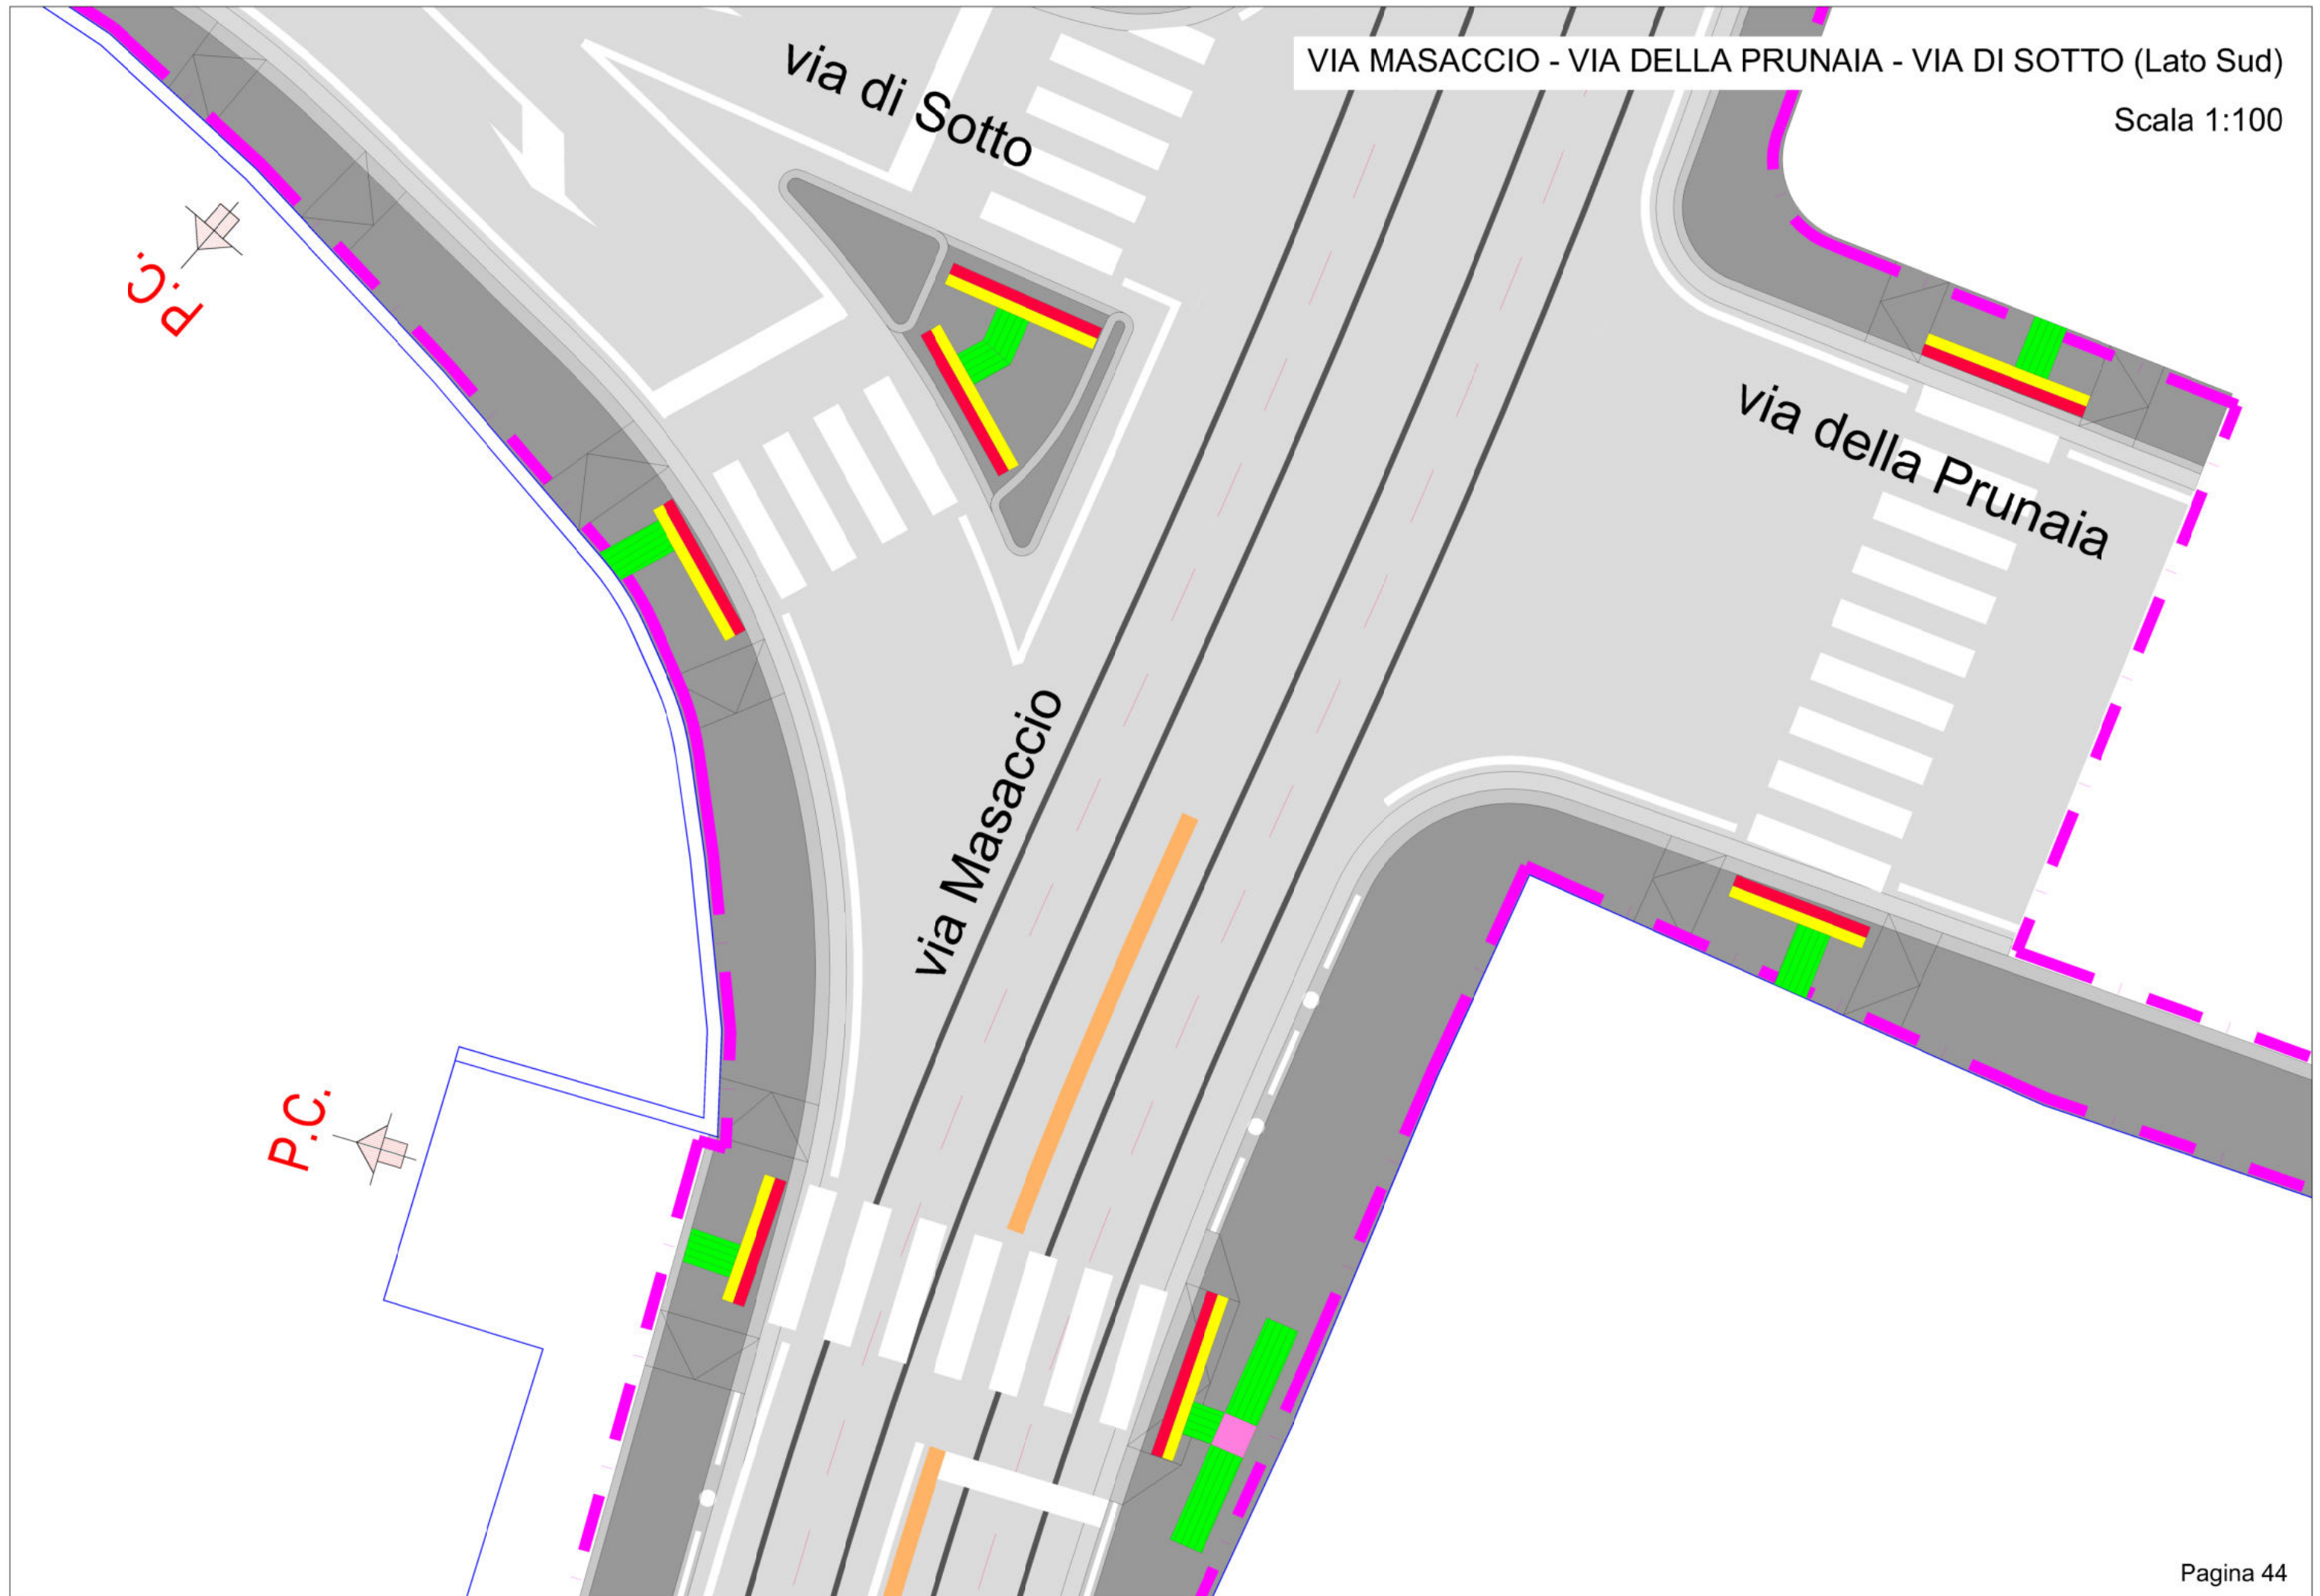 VIA MASACCIO - VIA DELLA PRUNAIA - VIA DI SOTTO (Lato Sud)
Scala 1:100
via di Sotto
P.C.
via della Prunaia
via Masaccio
P.C.
Pagina 44